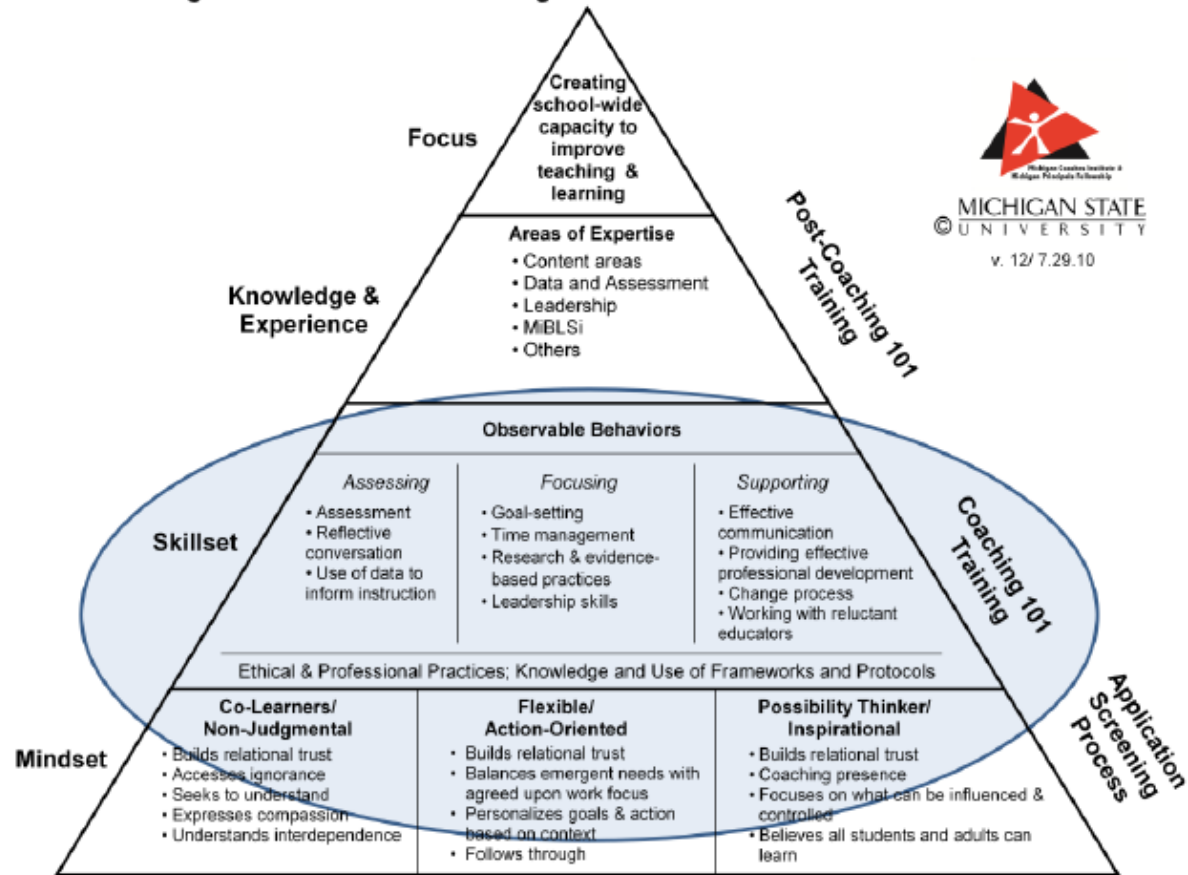 Focus
Creating
school-wide
capacity to
improve
teaching &
learning
Michigan Coaches Institute &
Michigan Principals Fellowship
© MICHIGAN STATE
UNIVERSITY
v. 12/ 7.29.10
Post-Coaching 101
Training
Knowledge &
Experience
Areas of Expertise
• Content areas
• Data and Assessment
• Leadership
• MiBLSi
• Others
Skillset
Observable Behaviors
Assessing
• Assessment
• Reflective
conversation
• Use of data to
inform instruction
Focusing
• Goal-setting
• Time management
• Research & evidence-
based practices
• Leadership skills
Supporting
• Effective
communication
• Providing effective
professional development
• Change process
• Working with reluctant
educators
Coaching 101
Training
Ethical & Professional Practices; Knowledge and Use of Frameworks and Protocols
Mindset
Co-Learners/
Non-Judgmental
• Builds relational trust
• Accesses ignorance
• Seeks to understand
• Expresses compassion
• Understands interdependence
Flexible/
Action-Oriented
• Builds relational trust
• Balances emergent needs with
agreed upon work focus
• Personalizes goals & action
based on context
• Follows through
Possibility Thinker/
Inspirational
• Builds relational trust
• Coaching presence
• Focuses on what can be influenced &
controlled
• Believes all students and adults can
learn
Application
Screening
Process